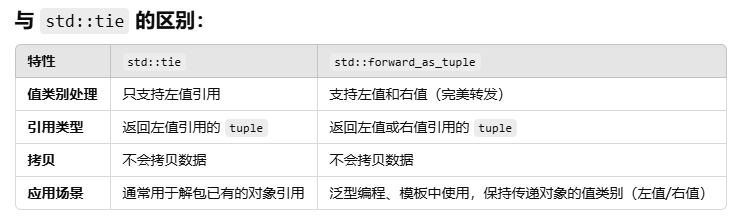 与 std::tie 的区别：
特性 std::tie std::forward_as_tuple
值类别处理 只支持左值引用 支持左值和右值（完美转发）
引用类型 返回左值引用的 tuple 返回左值或右值引用的 tuple
拷贝 不会拷贝数据 不会拷贝数据
应用场景 通常用于解包已有的对象引用 泛型编程、模板中使用，保持传递对象的值类别（左值/右值）